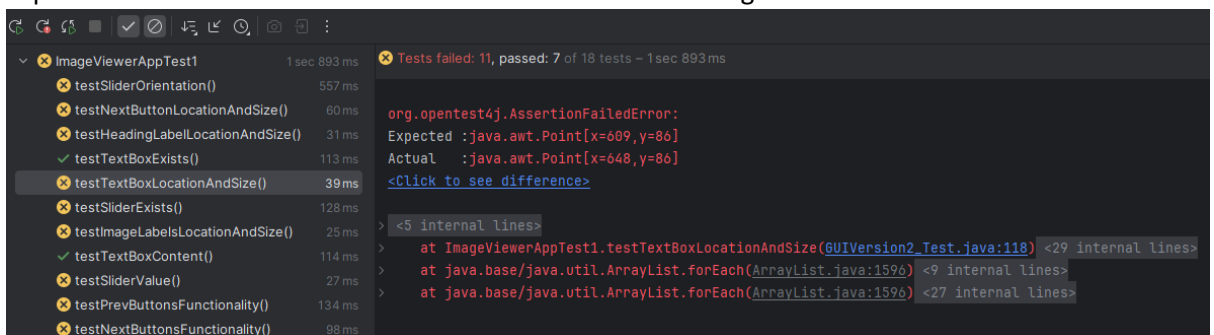 ImageViewerAppTest1 1 sec 893 ms
testSliderOrientation() 557 ms
testNextButtonLocationAndSize() 60 ms
testHeadingLabelLocationAndSize() 31 ms
testTextBoxExists() 113 ms
testTextBoxLocationAndSize() 39 ms
testSliderExists() 128 ms
testImageLabelsLocationAndSize() 25 ms
testTextBoxContent() 114 ms
testSliderValue() 27 ms
testPrevButtonsFunctionality() 134 ms
testNextButtonsFunctionality() 98 ms
Tests failed: 11, passed: 7 of 18 tests – 1 sec 893 ms
org.opentest4j.AssertionFailedError:
Expected :java.awt.Point[x=609,y=86]
Actual :java.awt.Point[x=648,y=86]
<Click to see difference>
> <5 internal lines>
> at ImageViewerAppTest1.testTextBoxLocationAndSize(GUIVersion2_Test.java:118) <29 internal lines>
> at java.base/java.util.ArrayList.forEach(ArrayList.java:1596) <9 internal lines>
> at java.base/java.util.ArrayList.forEach(ArrayList.java:1596) <27 internal lines>